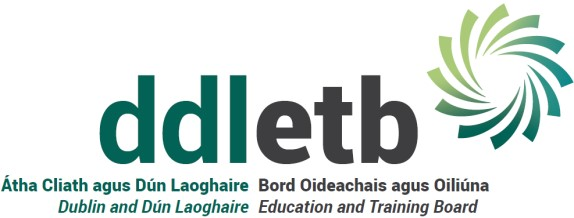 ddletb
Átha Cliath agus Dún Laoghaire Bord Oideachais agus Oiliúna
Dublin and Dún Laoghaire Education and Training Board